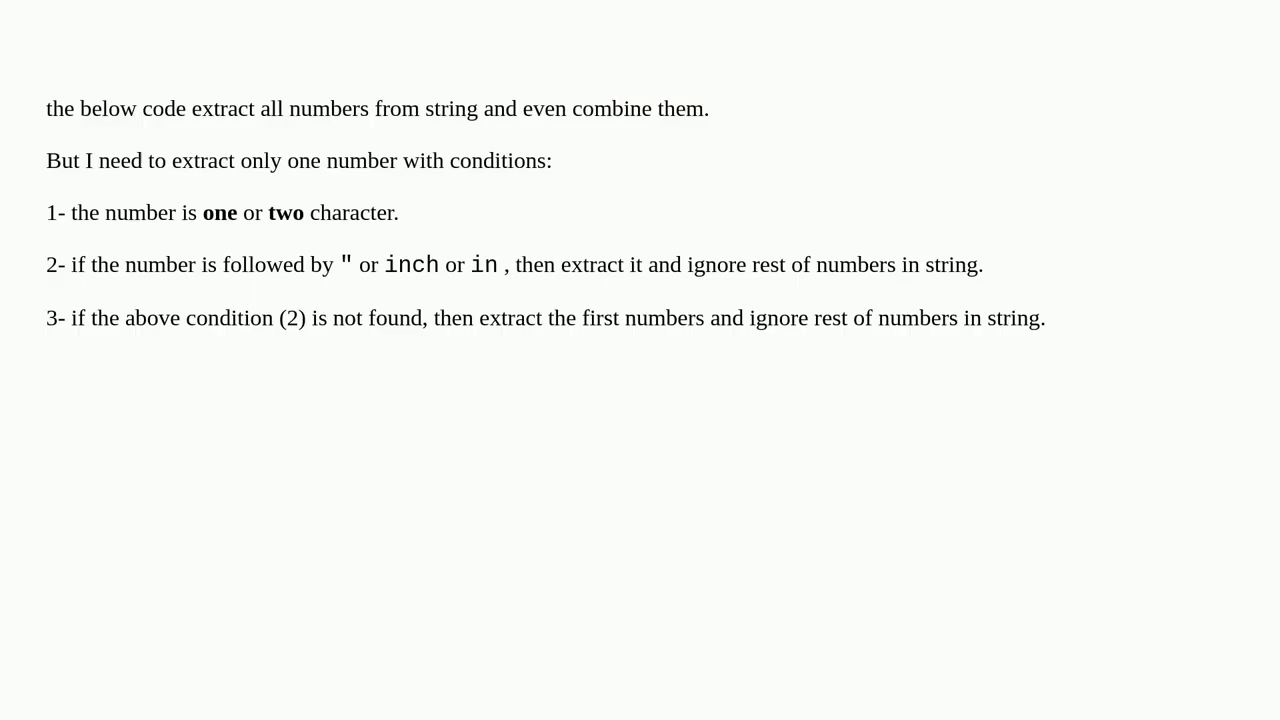 the below code extract all numbers from string and even combine them.
But I need to extract only one number with conditions:
1- the number is one or two character.
2- if the number is followed by " or inch or in , then extract it and ignore rest of numbers in string.
3- if the above condition (2) is not found, then extract the first numbers and ignore rest of numbers in string.